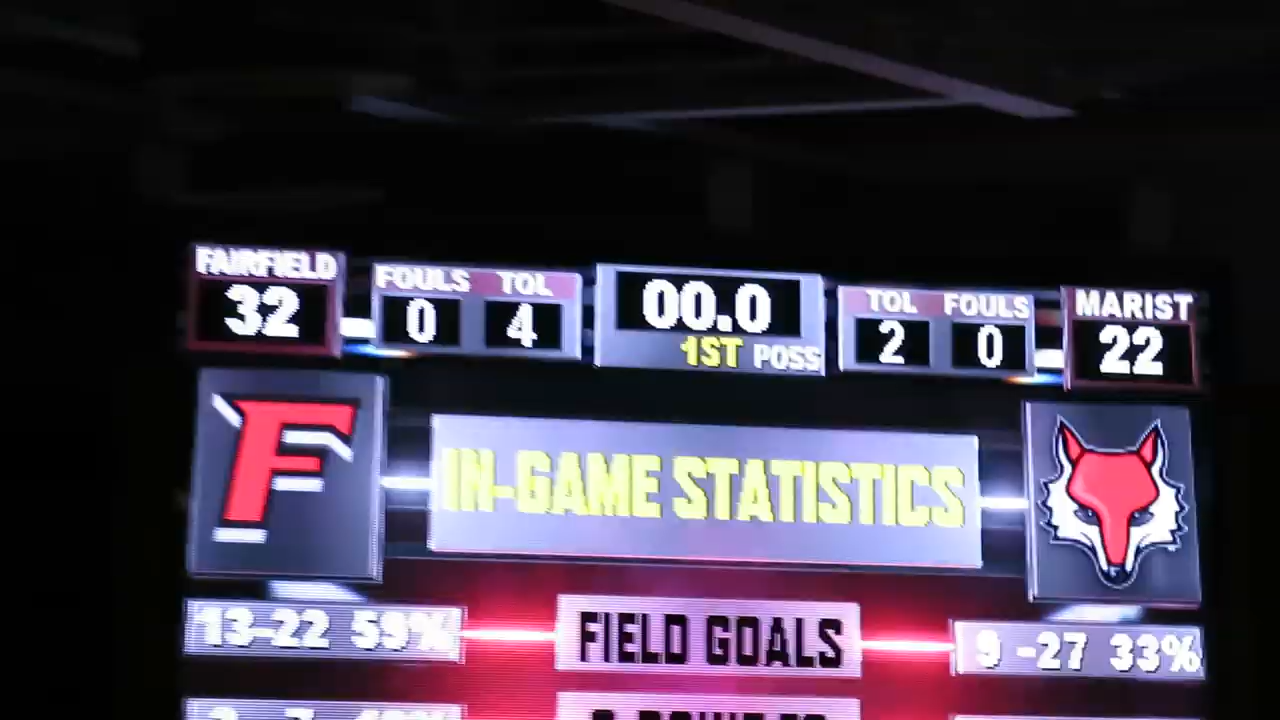 FAIRFIELD
32
FOULS TOL
0 4
00.0
1ST POSS
TOL FOULS
2 0
MARIST
22
F
IN-GAME STATISTICS
13-22 59%
FIELD GOALS
9 -27 33%